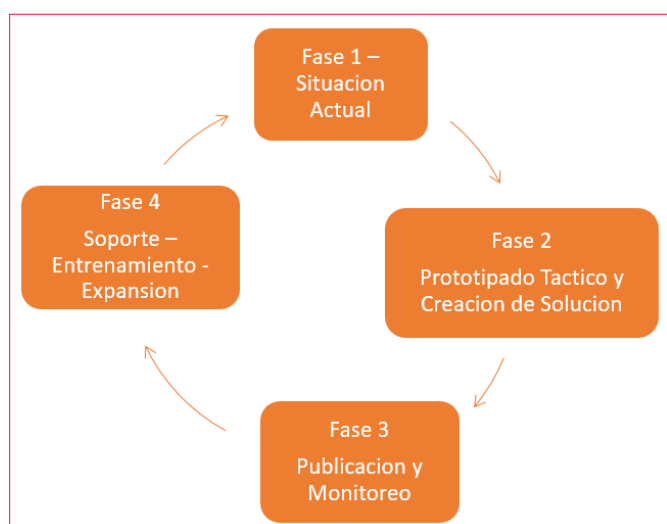 Fase 1 –
Situacion
Actual
Fase 2
Prototipado Tactico y
Creacion de Solucion
Fase 3
Publicacion y
Monitoreo
Fase 4
Soporte –
Entrenamiento -
Expansion